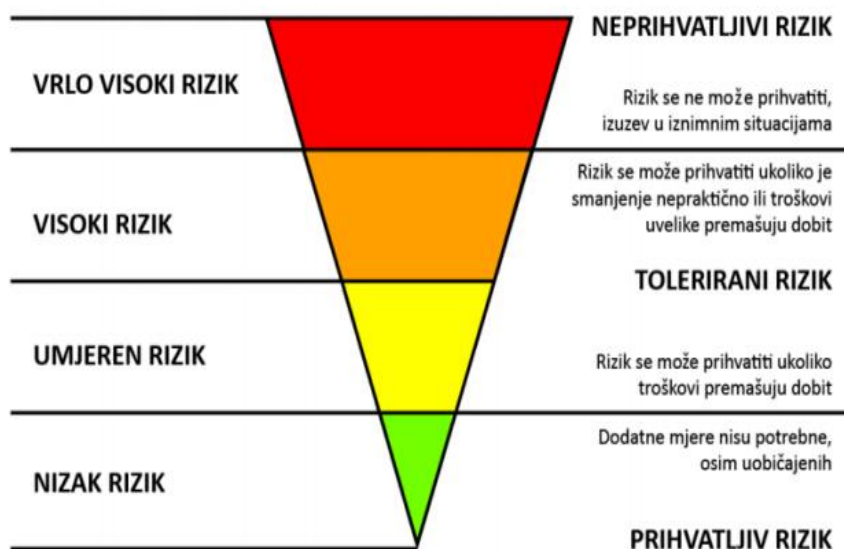 NEPRIHVATLJIVI RIZIK
VRLO VISOKI RIZIK
Rizik se ne može prihvatiti,
izuzev u iznimnim situacijama
Rizik se može prihvatiti ukoliko je
smanjenje nepraktično ili troškovi
uvelike premašuju dobit
VISOKI RIZIK
TOLERIRANI RIZIK
UMJEREN RIZIK
Rizik se može prihvatiti ukoliko
troškovi premašuju dobit
Dodatne mjere nisu potrebne,
osim uobičajenih
NIZAK RIZIK
PRIHVATLJIV RIZIK